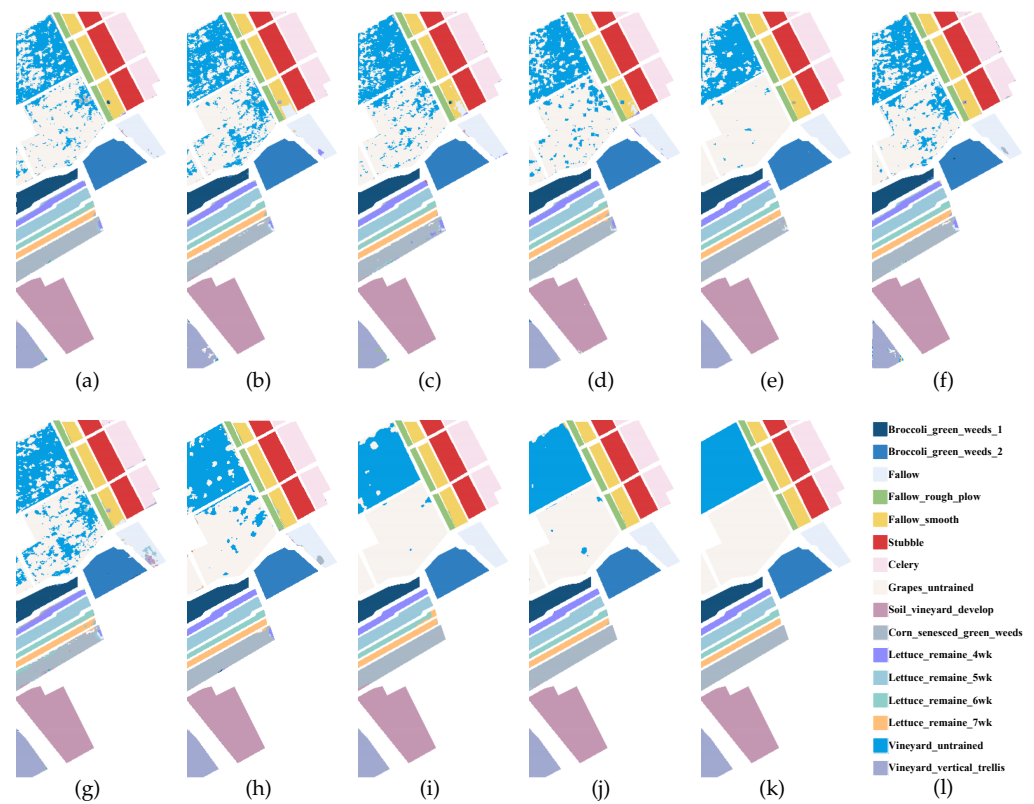 (a)
(b)
(c)
(d)
(e)
(f)
Broccoli_green_weeds_1
Broccoli_green_weeds_2
Fallow
Fallow_rough_plow
Fallow_smooth
Stubble
Celery
Grapes_untrained
Soil_vineyard_develop
Corn_senesced_green_weeds
Lettuce_remaine_4wk
Lettuce_remaine_5wk
Lettuce_remaine_6wk
Lettuce_remaine_7wk
Vineyard_untrained
Vineyard_vertical_trellis
(g)
(h)
(i)
(j)
(k)
(l)